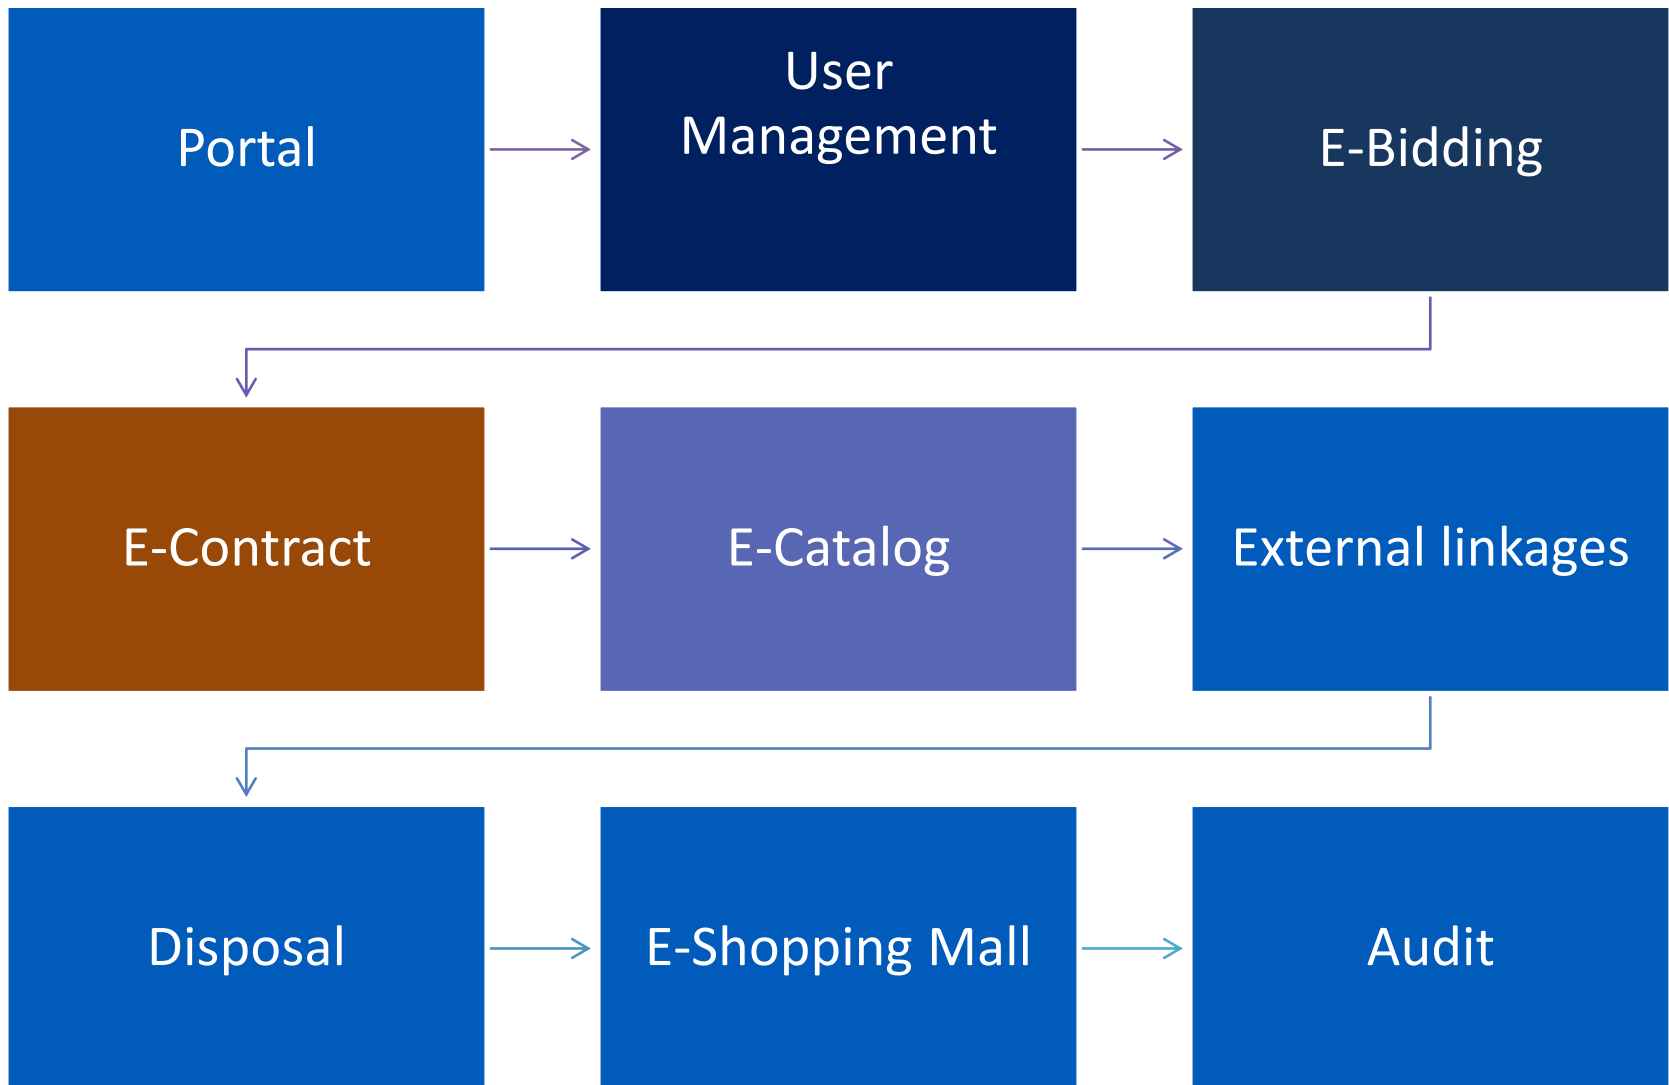 Portal
User
Management
E-Bidding
E-Contract
E-Catalog
External linkages
Disposal
E-Shopping Mall
Audit